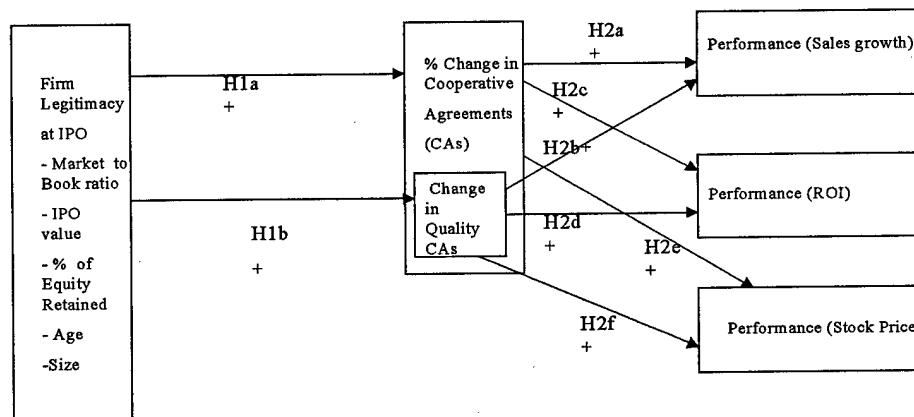 Firm
Legitimacy
at IPO
- Market to
Book ratio
- IPO
value
- % of
Equity
Retained
- Age
-Size
H1a
+
H1b
+
% Change in
Cooperative
Agreements
(CAs)
Change
in
Quality
CAs
H2a
+
H2c
+
H2b+
H2d
+
H2e
+
H2f
+
Performance (Sales growth)
Performance (ROI)
Performance (Stock Price